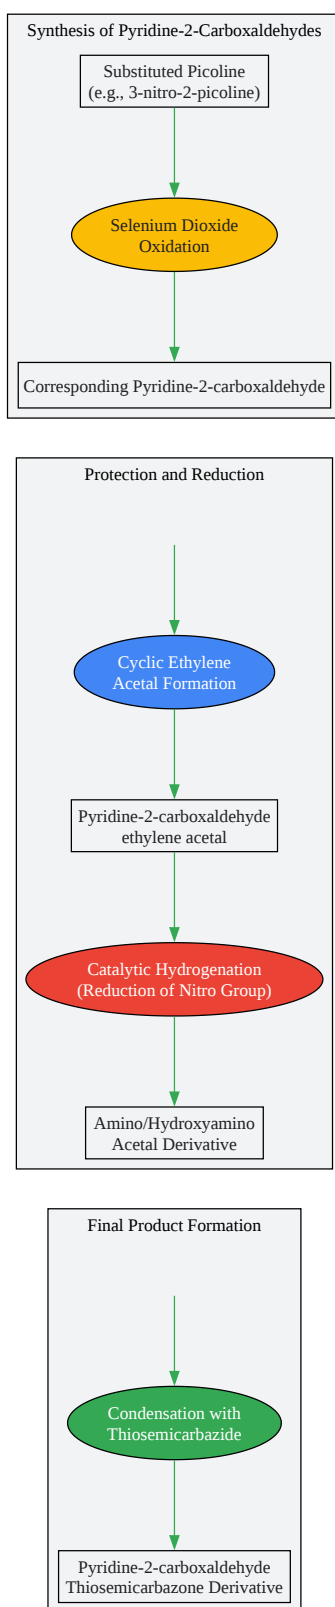 Synthesis of Pyridine-2-Carboxaldehydes
Substituted Picoline
(e.g., 3-nitro-2-picoline)
Selenium Dioxide
Oxidation
Corresponding Pyridine-2-carboxaldehyde
Protection and Reduction
Cyclic Ethylene
Acetal Formation
Pyridine-2-carboxaldehyde
ethylene acetal
Catalytic Hydrogenation
(Reduction of Nitro Group)
Amino/Hydroxyamino
Acetal Derivative
Final Product Formation
Condensation with
Thiosemicarbazide
Pyridine-2-carboxaldehyde
Thiosemicarbazone Derivative